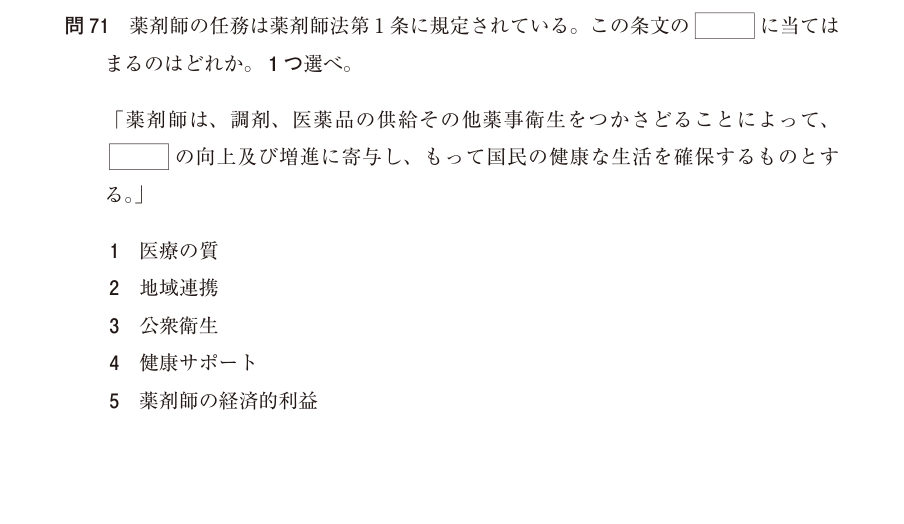 問71 薬剤師の任務は薬剤師法第1条に規定されている。この条文の に当ては
まるのはどれか。1つ選べ。
「薬剤師は、調剤、医薬品の供給その他薬事衛生をつかさどることによって、
の向上及び増進に寄与し、もって国民の健康な生活を確保するものとす
る。」
1 医療の質
2 地域連携
3 公衆衛生
4 健康サポート
5 薬剤師の経済的利益